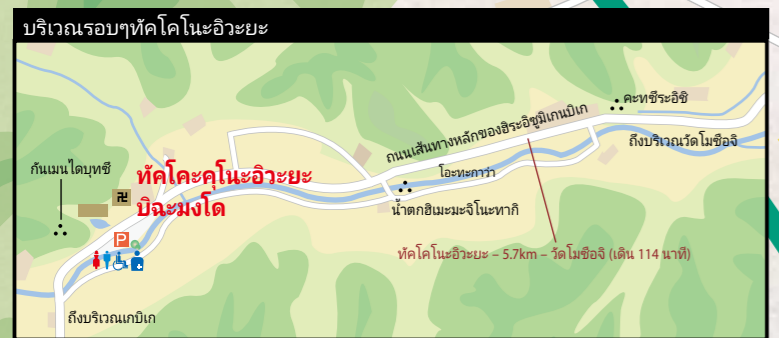 บริเวณรอบๆทัคโคโนะอิวะยะ
คะทซึระอิชิ
ถนนเส้นทางหลักของฮิระอิซูมิเกนบิเก
ถึงบริเวณวัดโมซือจิ
กันเมนไดบุทซึ
ทัคโคะคุโนะอิวะยะ
บิฉะมงโด
โอะทะกาว่า
น้ำตกฮิเมะมะจิโนะทากิ
卍
P
ทัคโคโนะอิวะยะ – 5.7km – วัดโมซือจิ (เดิน 114 นาที)
ถึงบริเวณเกบิเก